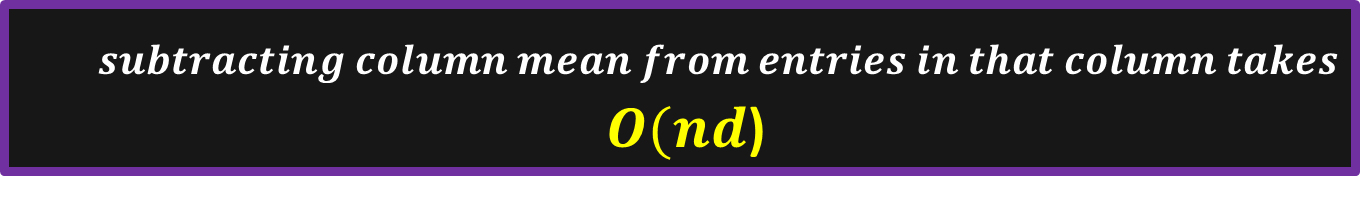 subtracting column mean from entries in that column takes
O(nd)